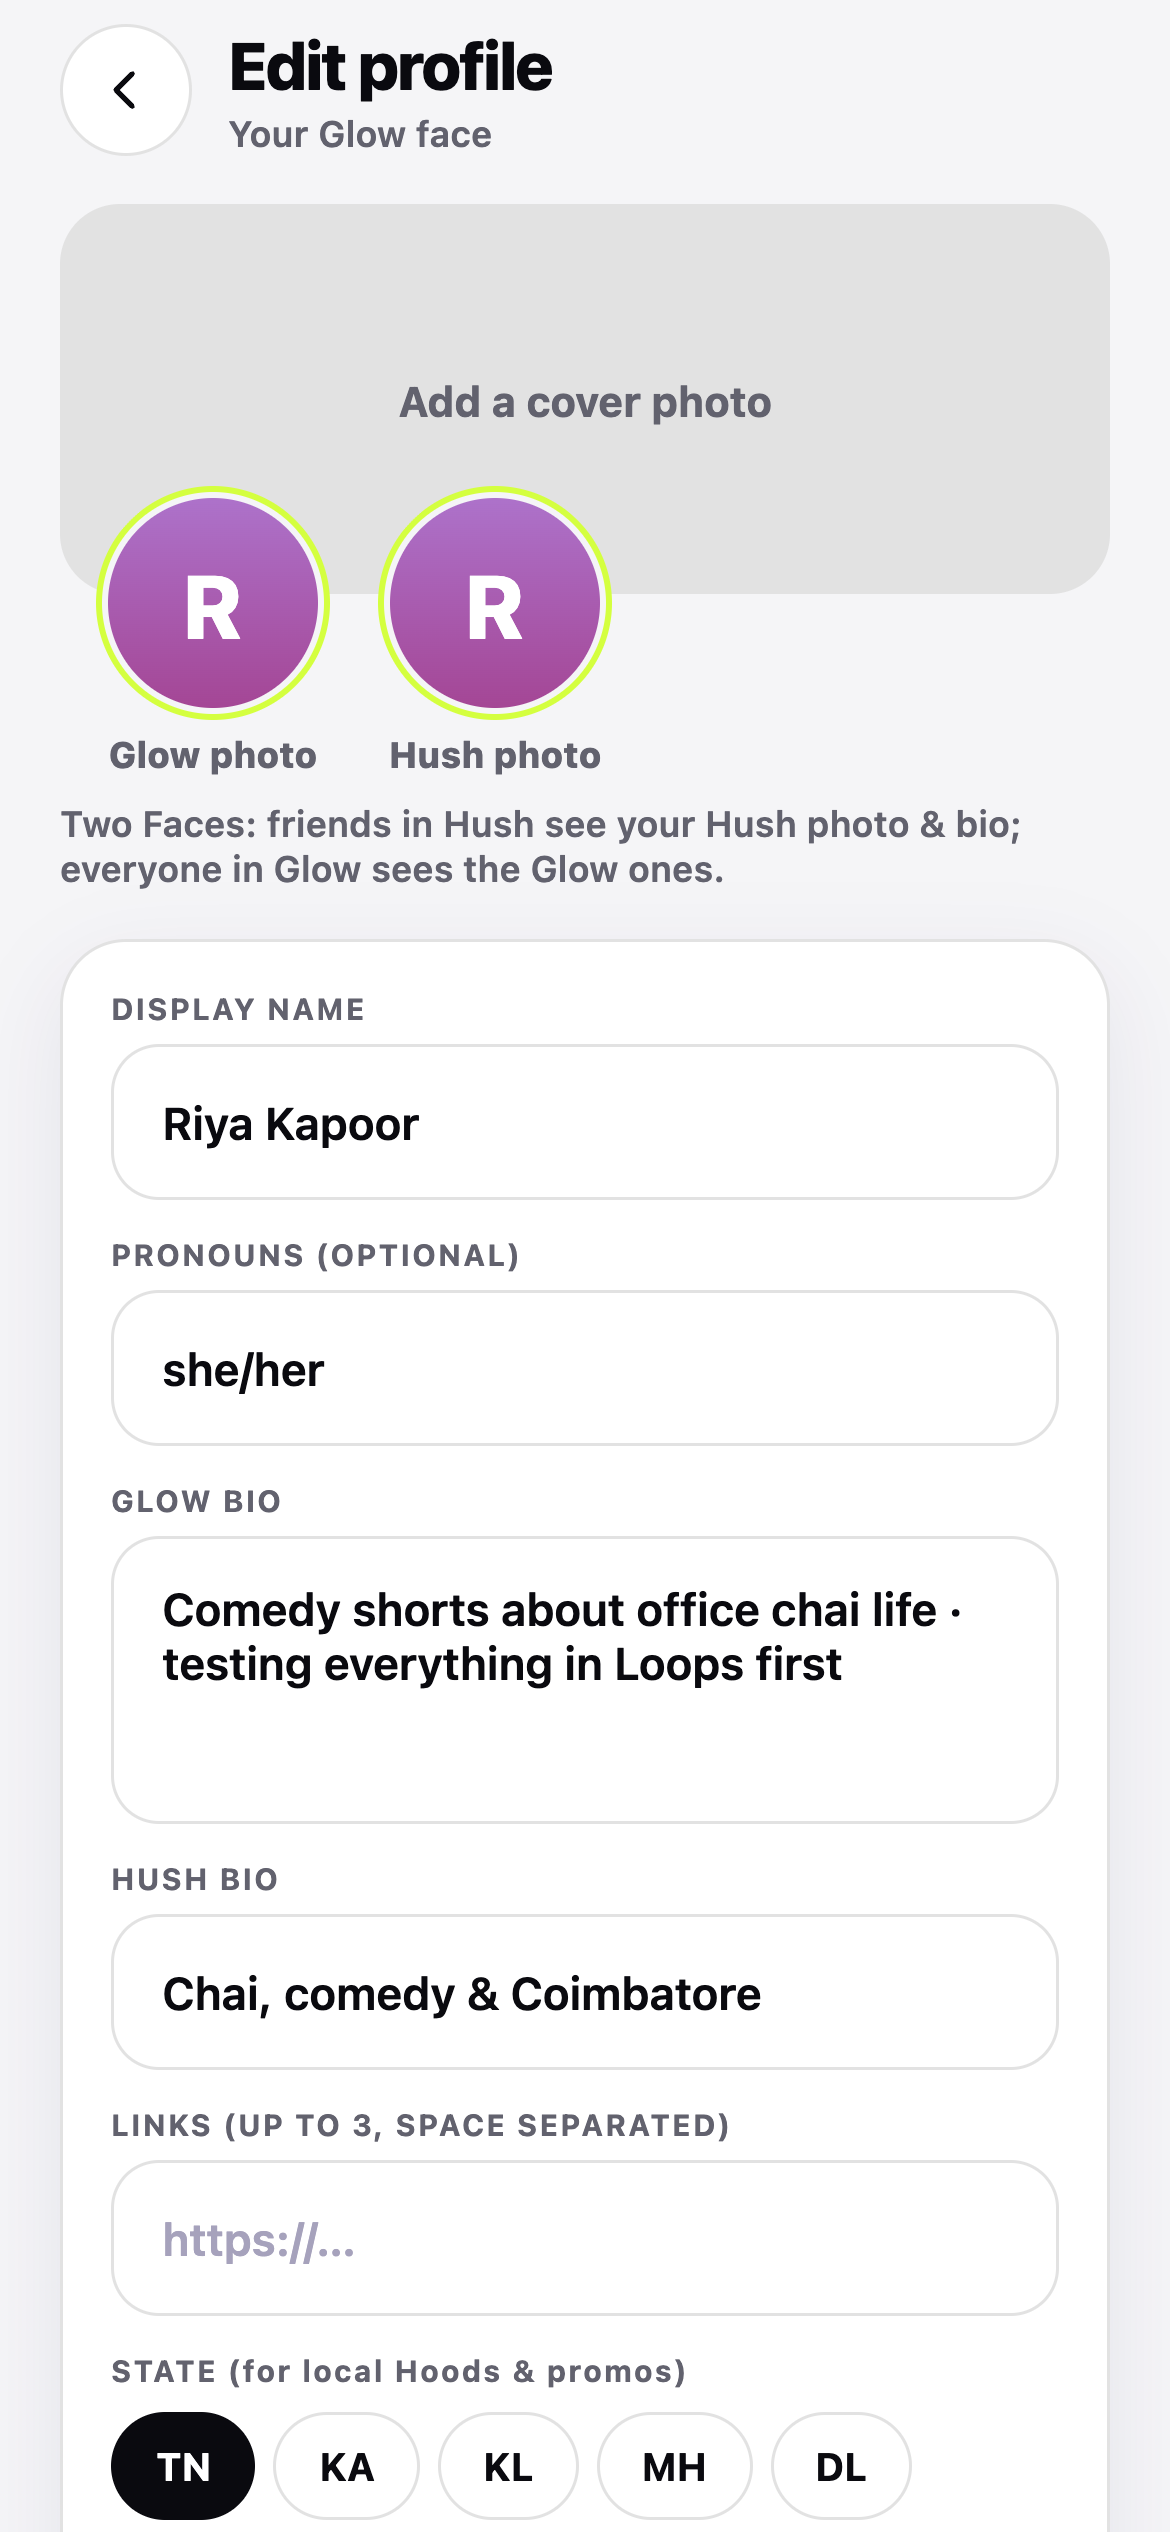 Edit profile
Your Glow face
Add a cover photo
R
R
Glow photo
Hush photo
Two Faces: friends in Hush see your Hush photo & bio;
everyone in Glow sees the Glow ones.
DISPLAY NAME
Riya Kapoor
PRONOUNS (OPTIONAL)
she/her
GLOW BIO
Comedy shorts about office chai life ·
testing everything in Loops first
HUSH BIO
Chai, comedy & Coimbatore
LINKS (UP TO 3, SPACE SEPARATED)
https://...
STATE (for local Hoods & promos)
TN KA KL MH DL